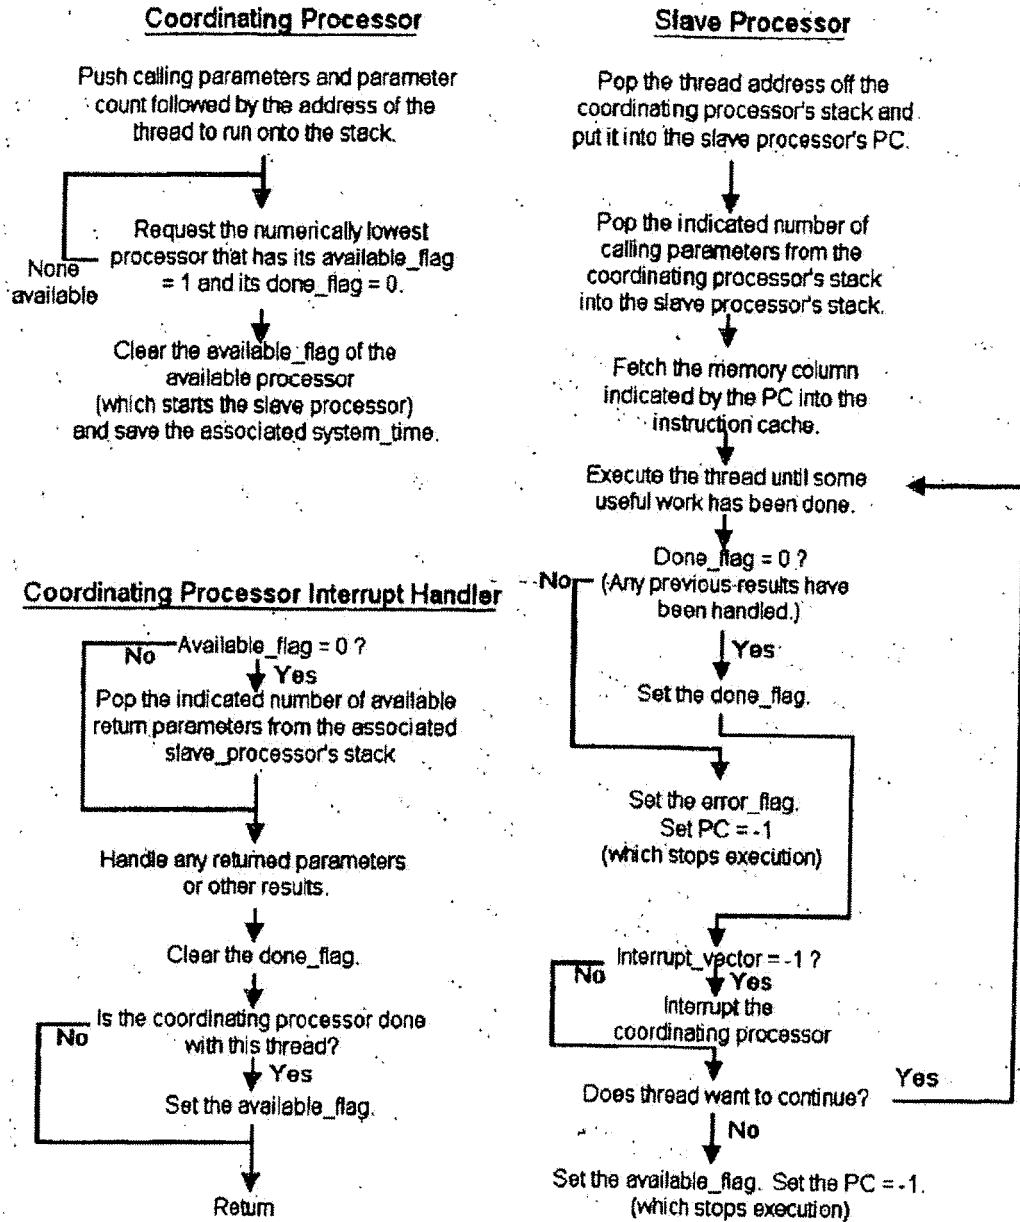 Coordinating Processor
Push calling parameters and parameter
count followed by the address of the
thread to run onto the stack.
Request the numerically lowest
processor that has its available_flag
= 1 and its done_flag = 0.
None
available
Clear the available_flag of the
available processor
(which starts the slave processor)
and save the associated system_time.
Coordinating Processor Interrupt Handler
Available_flag = 0 ?
No
Yes
Pop the indicated number of available
return parameters from the associated
slave_processor's stack
Handle any returned parameters
or other results.
Clear the done_flag.
Is the coordinating processor done
with this thread?
No
Yes
Set the available_flag.
Return
Slave Processor
Pop the thread address off the
coordinating processor's stack and
put it into the slave processor's PC.
Pop the indicated number of
calling parameters from the
coordinating processor's stack
into the slave processor's stack.
Fetch the memory column
indicated by the PC into the
instruction cache.
Execute the thread until some
useful work has been done.
Done_flag = 0 ?
(Any previous results have
been handled.)
No
Yes
Set the done_flag.
Set the error_flag.
Set PC = -1
(which stops execution)
Interrupt_vector = -1 ?
No
Yes
Interrupt the
coordinating processor
Does thread want to continue?
Yes
No
Set the available_flag. Set the PC = -1.
(which stops execution)